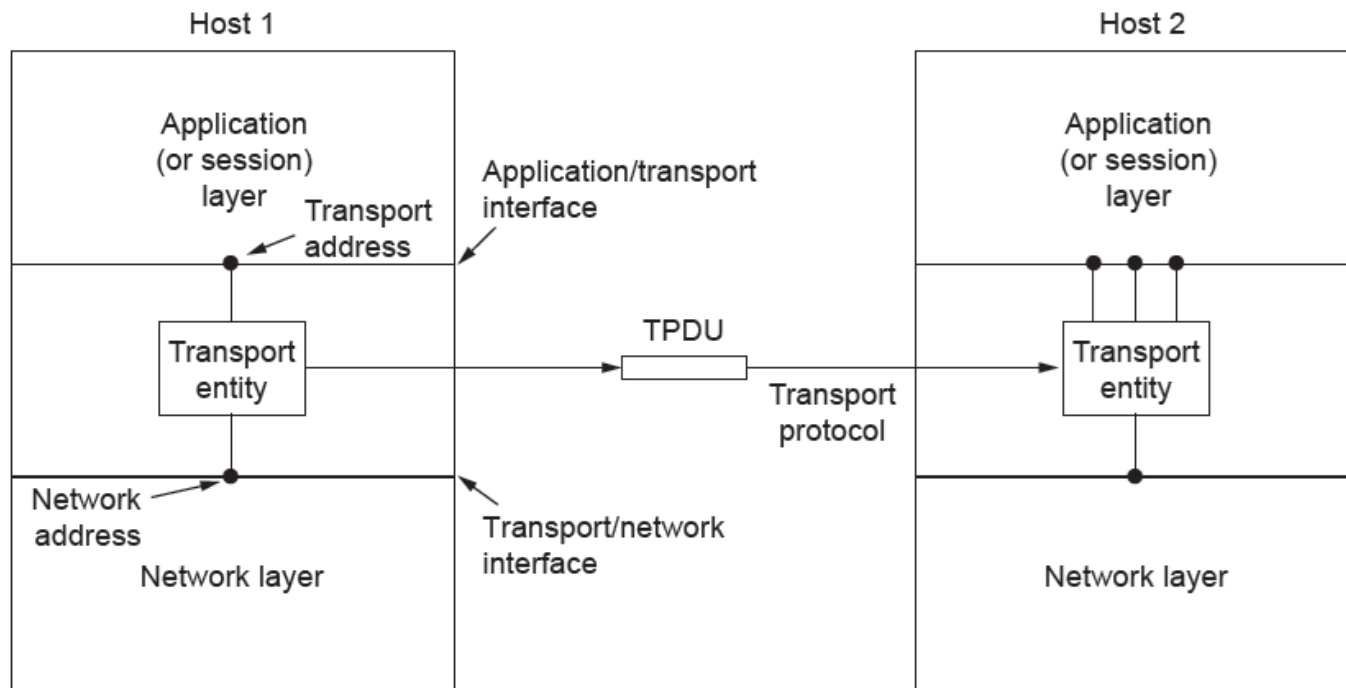 Host 1
Host 2
Application
(or session)
layer
Transport
address
Application/transport
interface
Application
(or session)
layer
Transport
entity
TPDU
Transport
protocol
Transport
entity
Network
address
Transport/network
interface
Network layer
Network layer